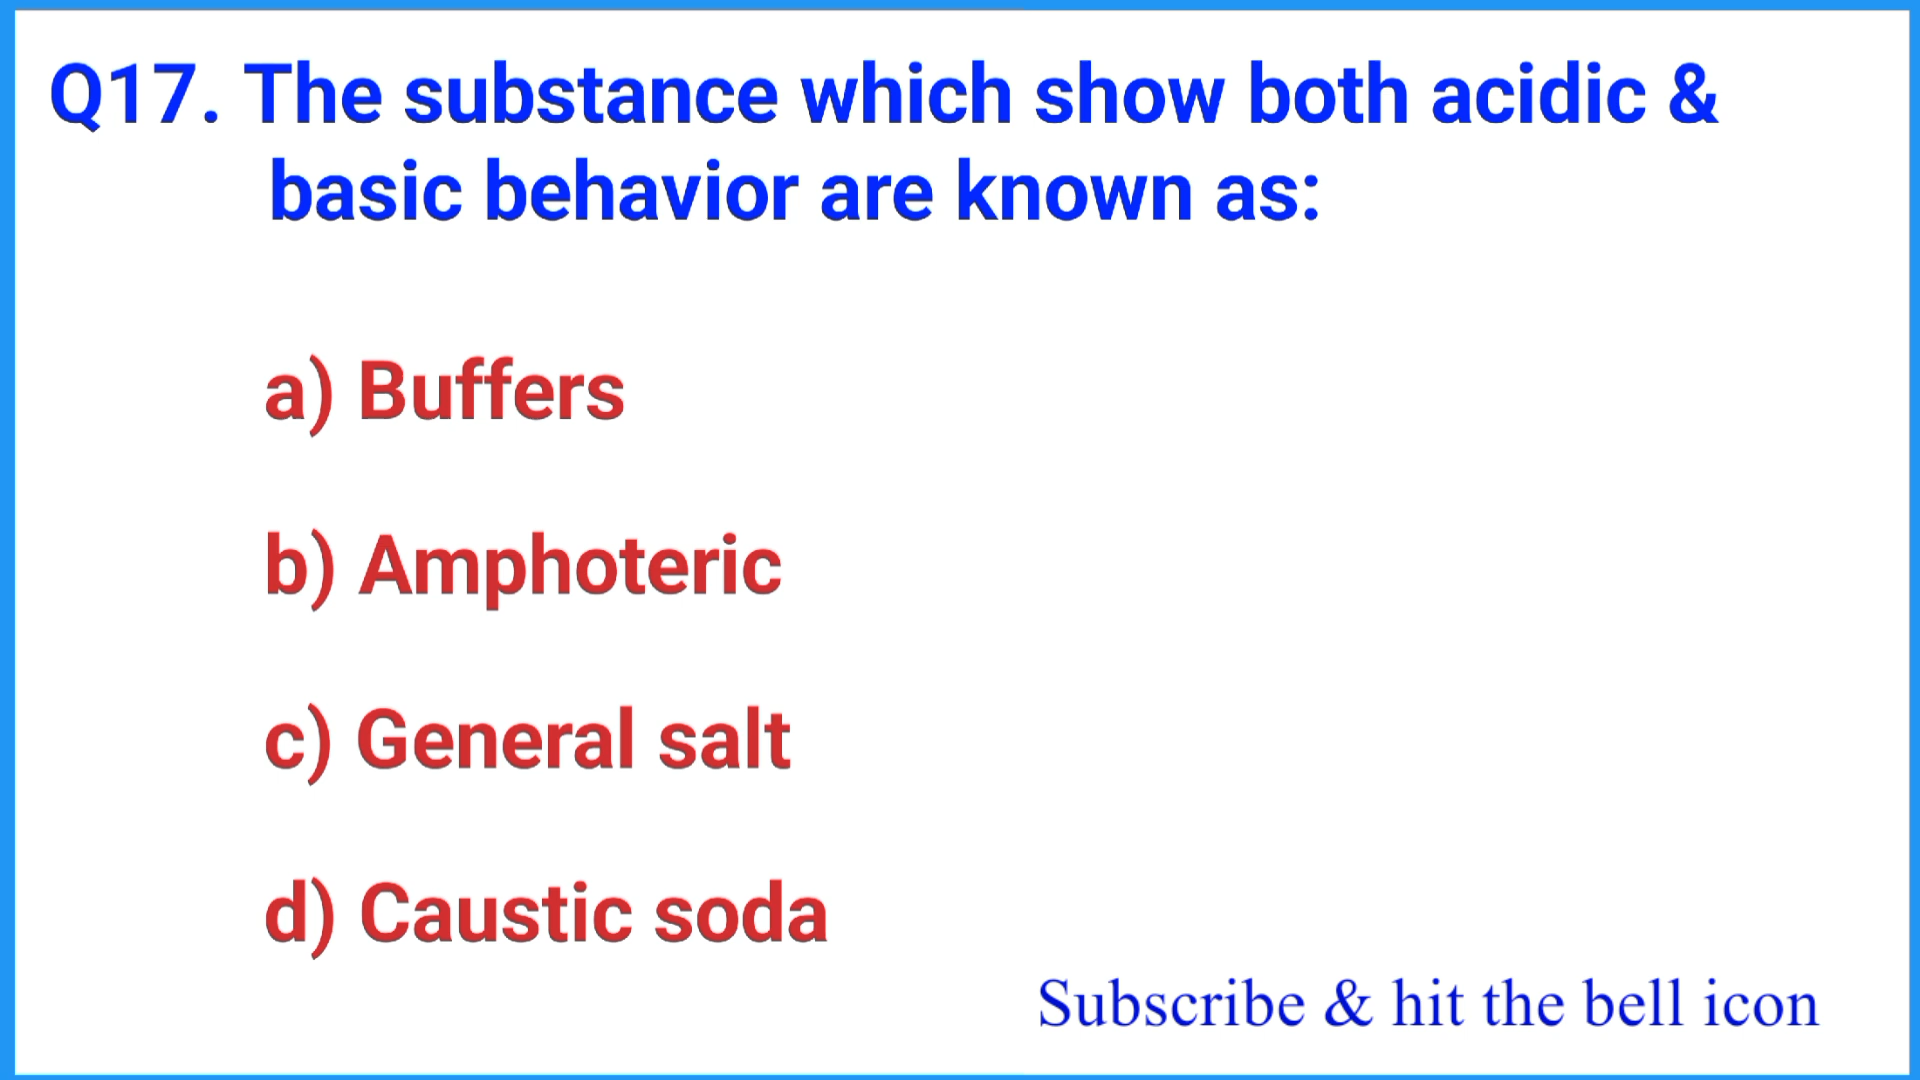 Q17. The substance which show both acidic &
basic behavior are known as:
a) Buffers
b) Amphoteric
c) General salt
d) Caustic soda
Subscribe & hit the bell icon